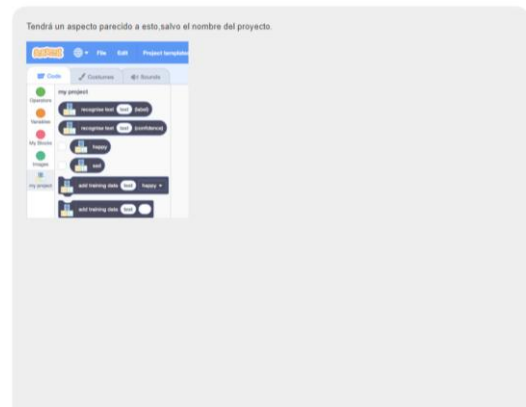 Tendrá un aspecto parecido a esto,salvo el nombre del proyecto.
SCRATCH File Edit Project templates
Code Costumes Sounds
Operators
Variables
My Blocks
Images
my project
my project
recognise text text (label)
recognise text text (confidence)
happy
sad
add training data text happy
add training data text